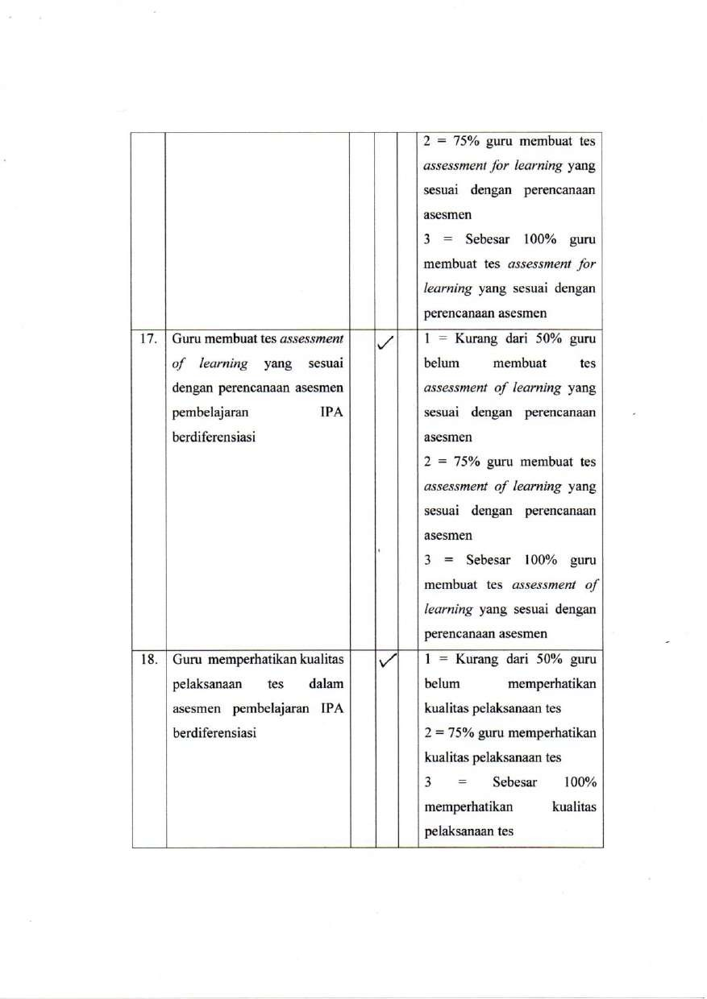 2 = 75% guru membuat tes
assessment for learning yang
sesuai dengan perencanaan
asesmen
3 = Sebesar 100% guru
membuat tes assessment for
learning yang sesuai dengan
perencanaan asesmen
17.
Guru membuat tes assessment
of learning yang sesuai
dengan perencanaan asesmen
pembelajaran IPA
berdiferensiasi
✓
1 = Kurang dari 50% guru
belum membuat tes
assessment of learning yang
sesuai dengan perencanaan
asesmen
2 = 75% guru membuat tes
assessment of learning yang
sesuai dengan perencanaan
asesmen
3 = Sebesar 100% guru
membuat tes assessment of
learning yang sesuai dengan
perencanaan asesmen
18.
Guru memperhatikan kualitas
pelaksanaan tes dalam
asesmen pembelajaran IPA
berdiferensiasi
✓
1 = Kurang dari 50% guru
belum memperhatikan
kualitas pelaksanaan tes
2 = 75% guru memperhatikan
kualitas pelaksanaan tes
3 = Sebesar 100%
memperhatikan kualitas
pelaksanaan tes